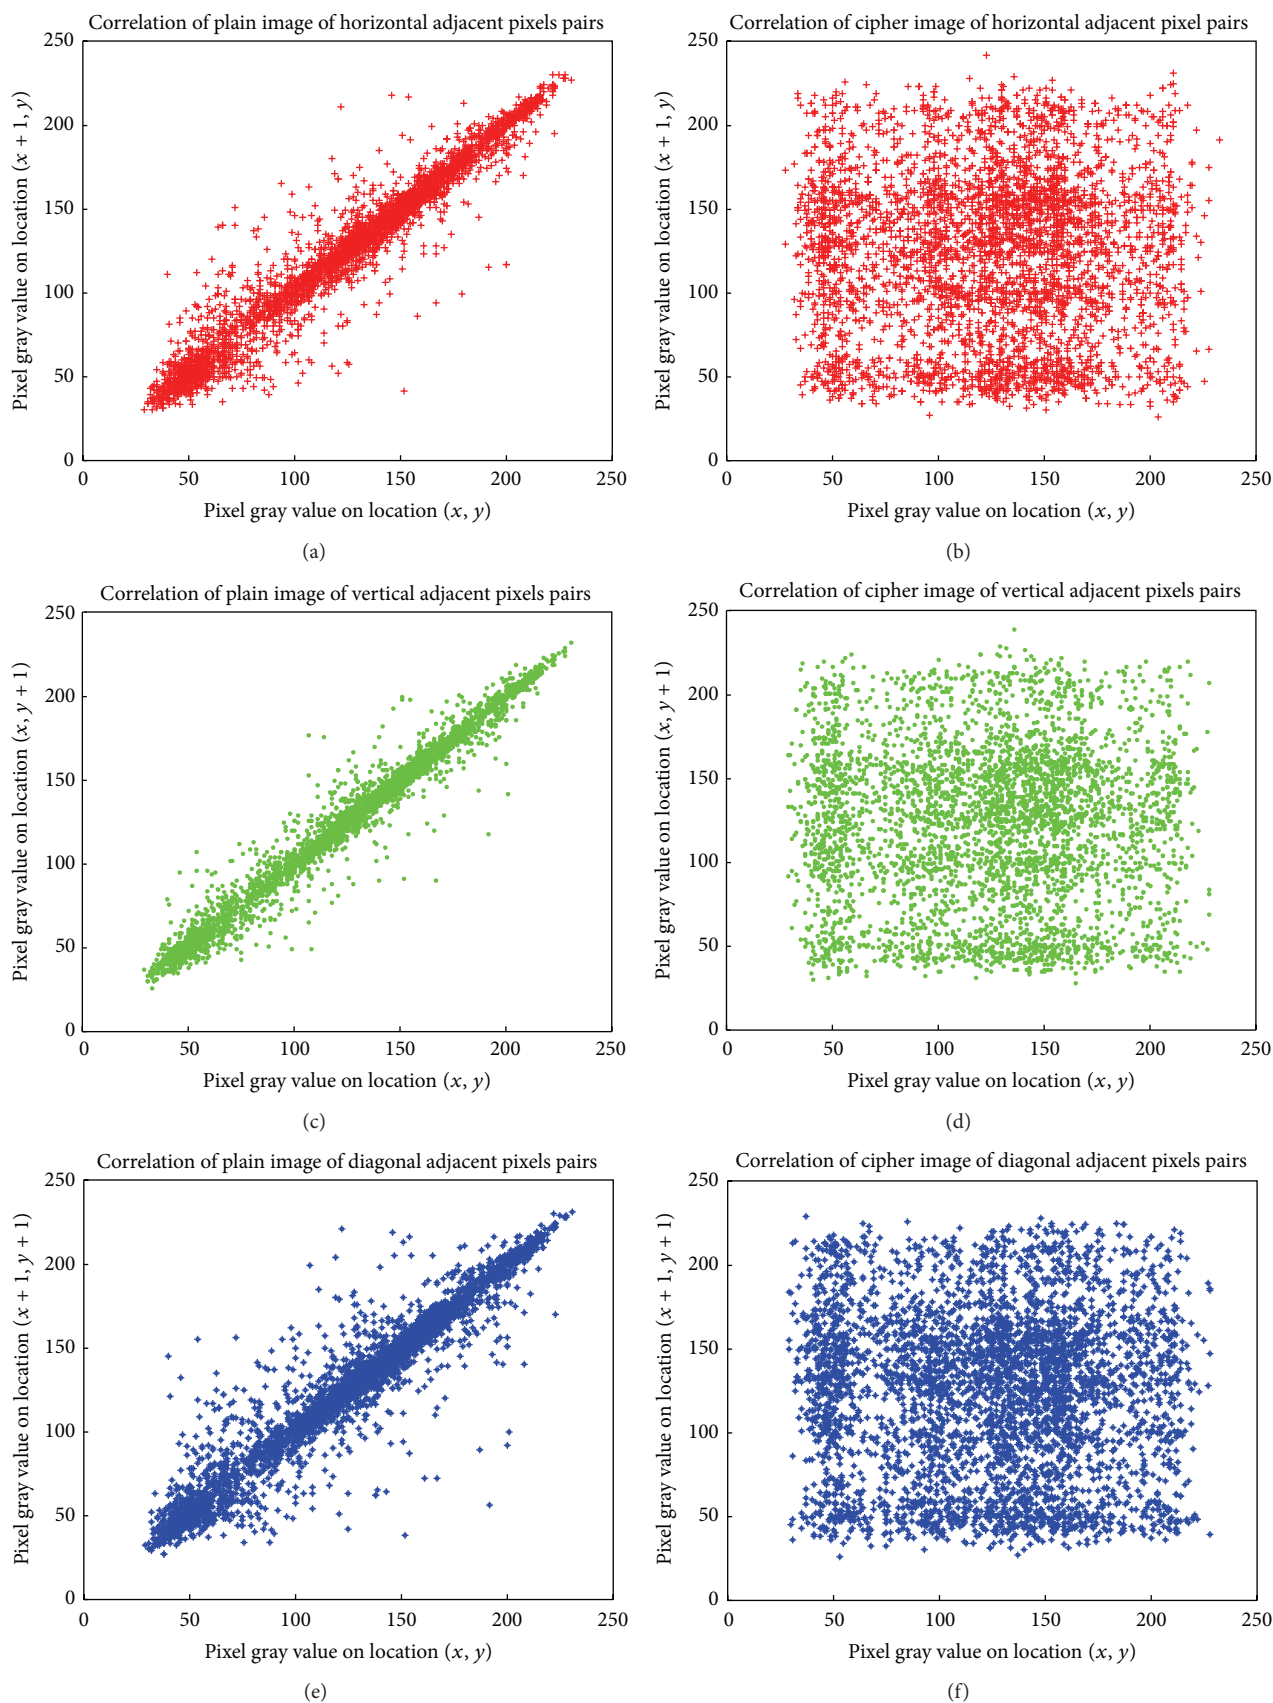 Correlation of plain image of horizontal adjacent pixels pairs
250
200
150
100
50
0
Pixel gray value on location (x + 1, y)
0 50 100 150 200 250
Pixel gray value on location (x, y)
(a)
Correlation of cipher image of horizontal adjacent pixel pairs
250
200
150
100
50
0
Pixel gray value on location (x + 1, y)
0 50 100 150 200 250
Pixel gray value on location (x, y)
(b)
Correlation of plain image of vertical adjacent pixels pairs
250
200
150
100
50
0
Pixel gray value on location (x, y + 1)
0 50 100 150 200 250
Pixel gray value on location (x, y)
(c)
Correlation of cipher image of vertical adjacent pixels pairs
250
200
150
100
50
0
Pixel gray value on location (x, y + 1)
0 50 100 150 200 250
Pixel gray value on location (x, y)
(d)
Correlation of plain image of diagonal adjacent pixels pairs
250
200
150
100
50
0
Pixel gray value on location (x + 1, y + 1)
0 50 100 150 200 250
Pixel gray value on location (x, y)
(e)
Correlation of cipher image of diagonal adjacent pixels pairs
250
200
150
100
50
0
Pixel gray value on location (x + 1, y + 1)
0 50 100 150 200 250
Pixel gray value on location (x, y)
(f)